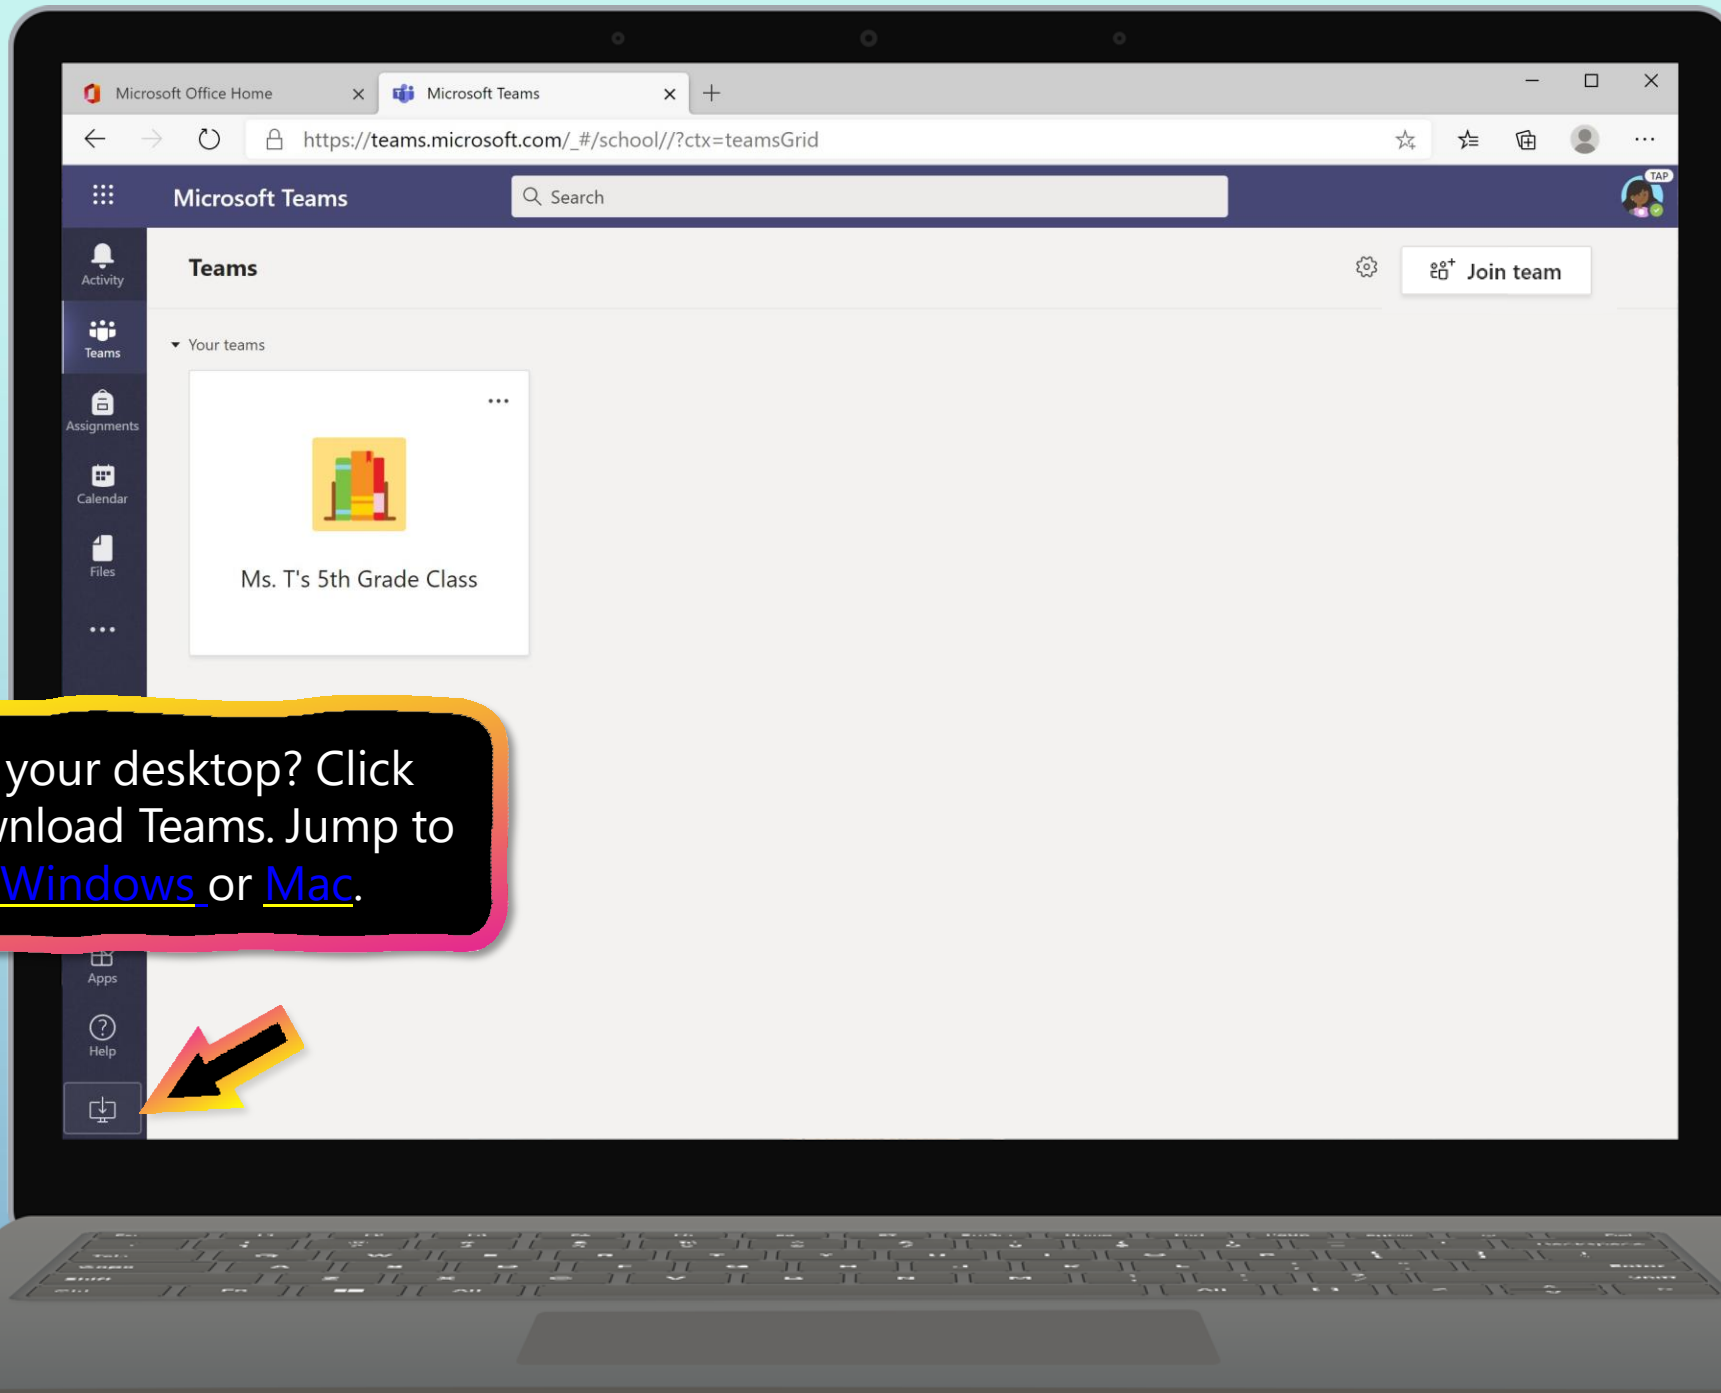 Microsoft Office Home
Microsoft Teams
https://teams.microsoft.com/_#/school//?ctx=teamsGrid
Microsoft Teams
Search
TAP
Activity
Teams
Join team
Teams
Your teams
Assignments
Calendar
Ms. T's 5th Grade Class
Files
your desktop? Click
wnload Teams. Jump to
Windows or Mac.
Apps
Help